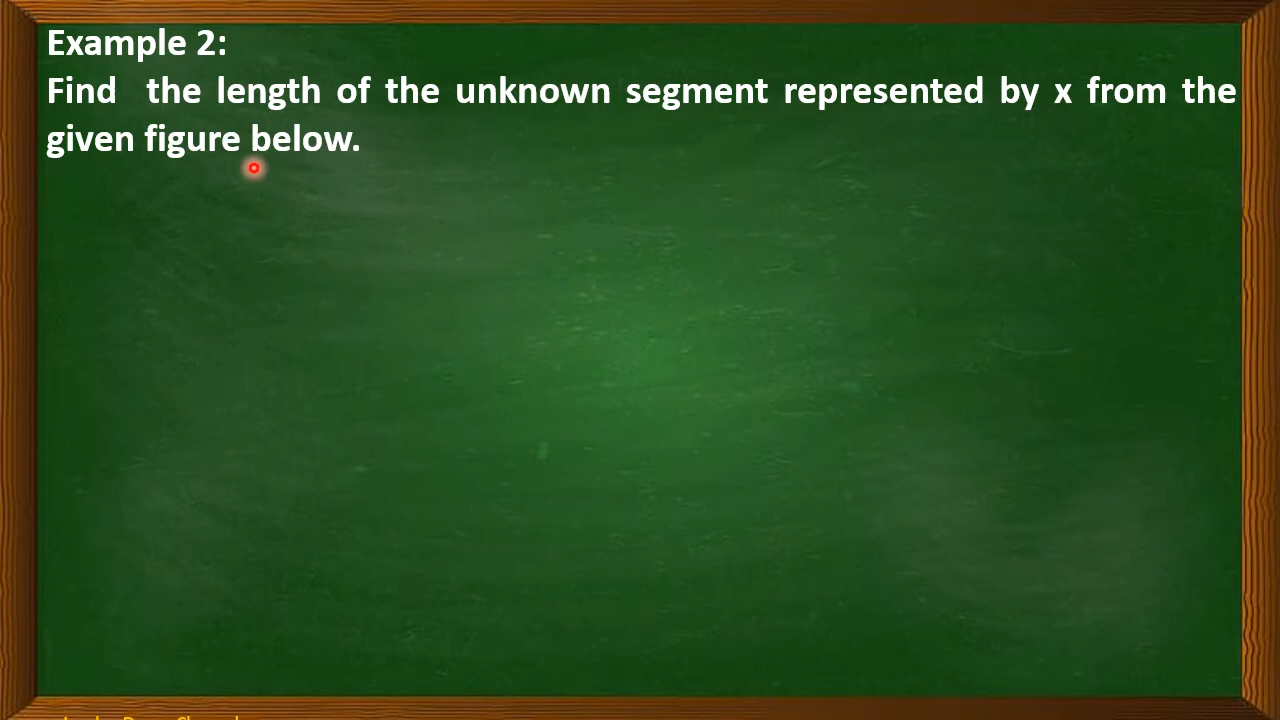 Example 2:
Find the length of the unknown segment represented by x from the
given figure below.